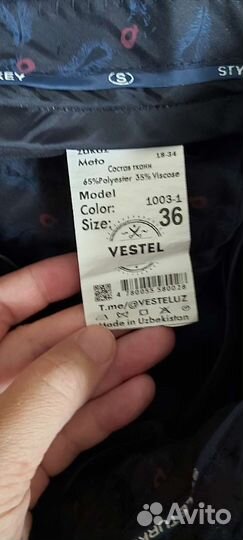 REY
S
STY
Мето 18-34
Состав ткани
65%Polyester 35% Viscose
Model
Color: 1003-1
Size: 36
VESTEL
4 780055 580028
T.me/@VESTELUZ
Made in Uzbekistan
Avito